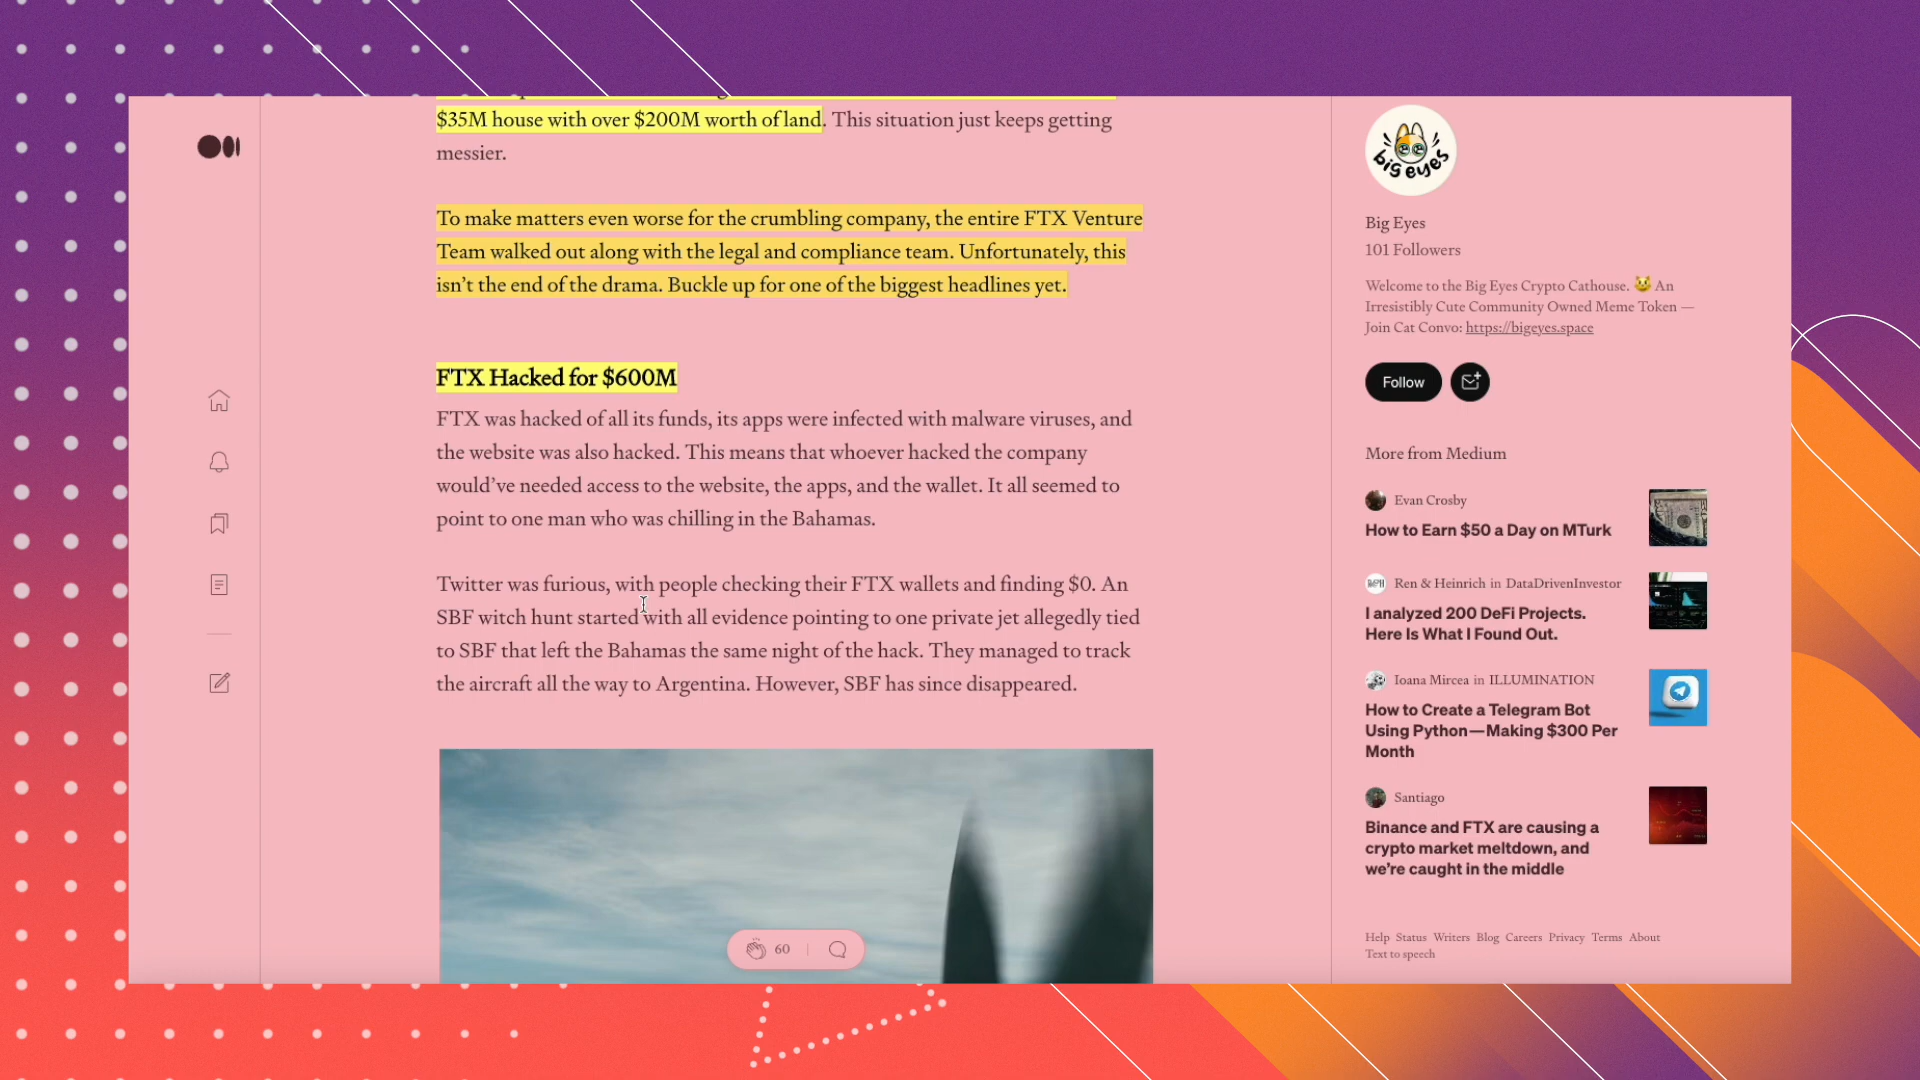 $35M house with over $200M worth of land. This situation just keeps getting
messier.
To make matters even worse for the crumbling company, the entire FTX Venture
Team walked out along with the legal and compliance team. Unfortunately, this
isn’t the end of the drama. Buckle up for one of the biggest headlines yet.
FTX Hacked for $600M
FTX was hacked of all its funds, its apps were infected with malware viruses, and
the website was also hacked. This means that whoever hacked the company
would’ve needed access to the website, the apps, and the wallet. It all seemed to
point to one man who was chilling in the Bahamas.
Twitter was furious, with people checking their FTX wallets and finding $0. An
SBF witch hunt started with all evidence pointing to one private jet allegedly tied
to SBF that left the Bahamas the same night of the hack. They managed to track
the aircraft all the way to Argentina. However, SBF has since disappeared.
60
big eyes
Big Eyes
101 Followers
Welcome to the Big Eyes Crypto Cathouse. 😼 An
Irresistibly Cute Community Owned Meme Token —
Join Cat Convo: https://bigeyes.space
Follow
More from Medium
Evan Crosby
How to Earn $50 a Day on MTurk
Ren & Heinrich in DataDrivenInvestor
I analyzed 200 DeFi Projects.
Here Is What I Found Out.
Ioana Mircea in ILLUMINATION
How to Create a Telegram Bot
Using Python — Making $300 Per
Month
Santiago
Binance and FTX are causing a
crypto market meltdown, and
we’re caught in the middle
Help Status Writers Blog Careers Privacy Terms About
Text to speech